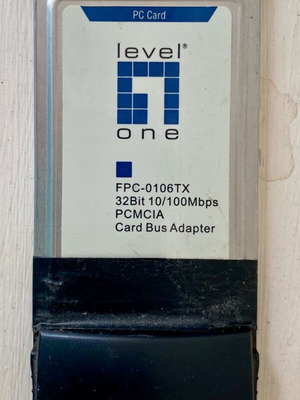 PC Card
level®
one
FPC-0106TX
32Bit 10/100Mbps
PCMCIA
Card Bus Adapter